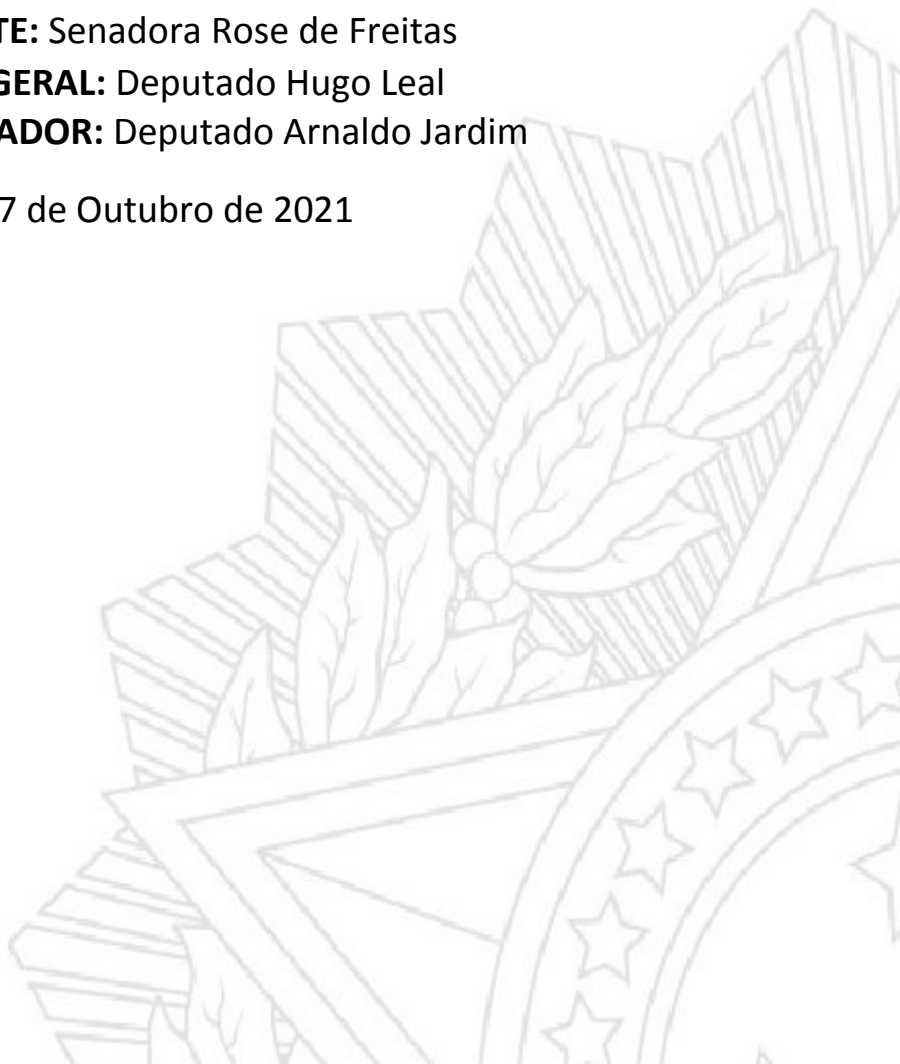 TE: Senadora Rose de Freitas
GERAL: Deputado Hugo Leal
ADOR: Deputado Arnaldo Jardim
7 de Outubro de 2021